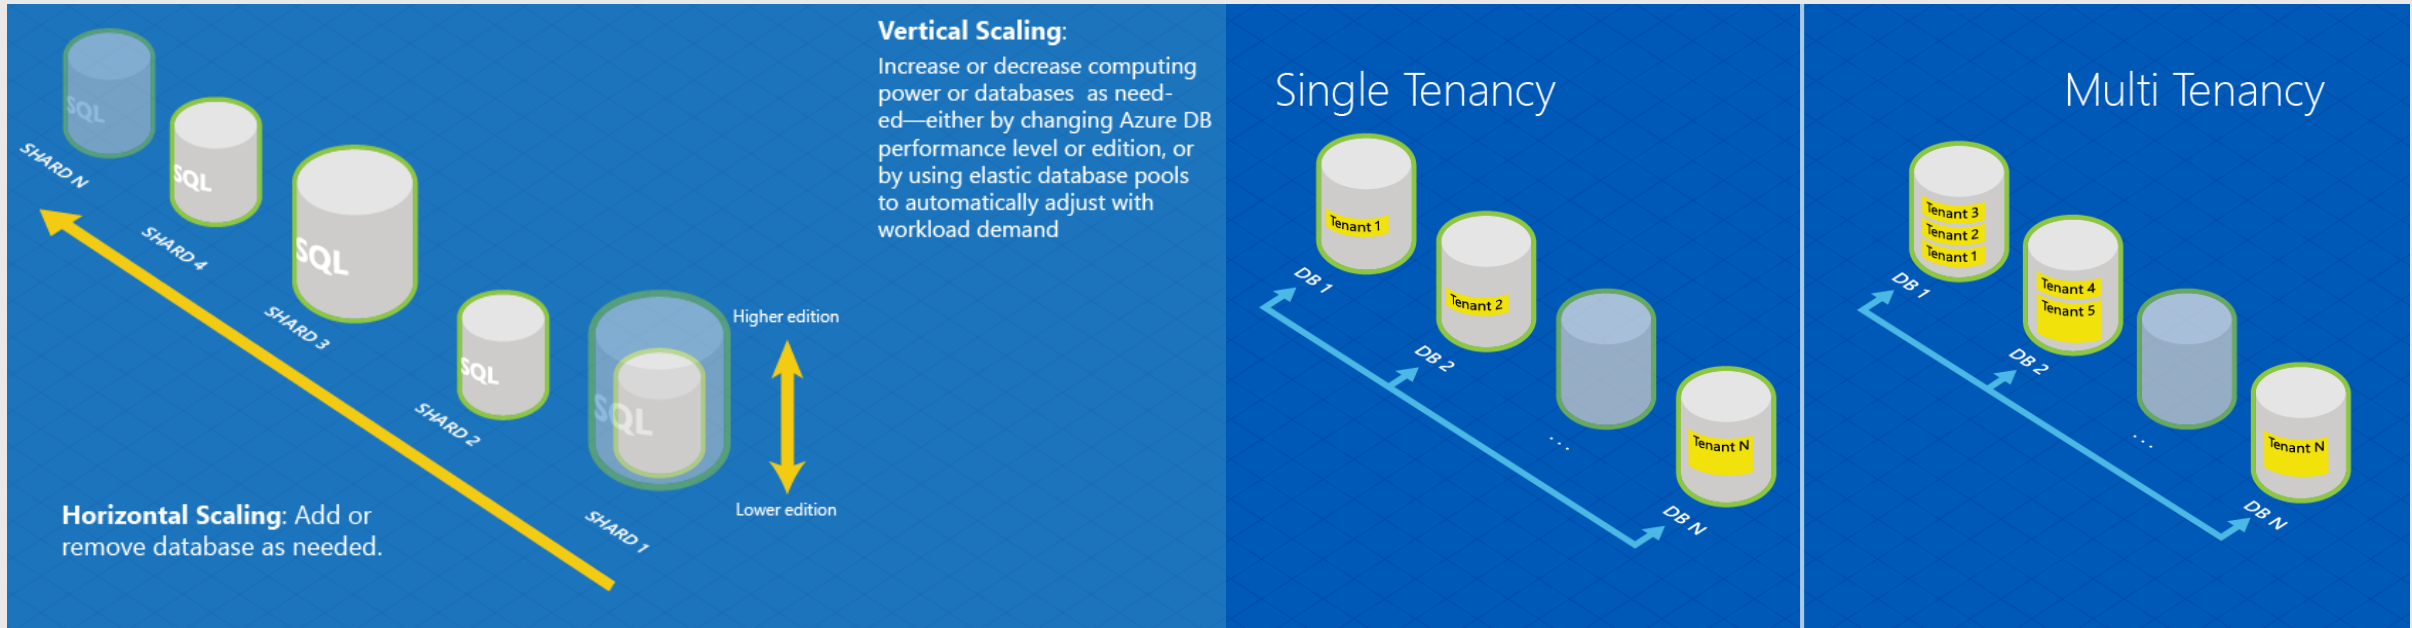 SQL
SHARD N
SQL
SHARD 4
SQL
SHARD 3
SQL
SHARD 2
SQL
SHARD 1
Higher edition
Lower edition
Horizontal Scaling: Add or
remove database as needed.
Vertical Scaling:
Increase or decrease computing
power or databases as need-
ed—either by changing Azure DB
performance level or edition, or
by using elastic database pools
to automatically adjust with
workload demand
Single Tenancy
Tenant 1
DB 1
Tenant 2
DB 2
...
Tenant N
DB N
Multi Tenancy
Tenant 3
Tenant 2
Tenant 1
DB 1
Tenant 4
Tenant 5
DB 2
...
Tenant N
DB N